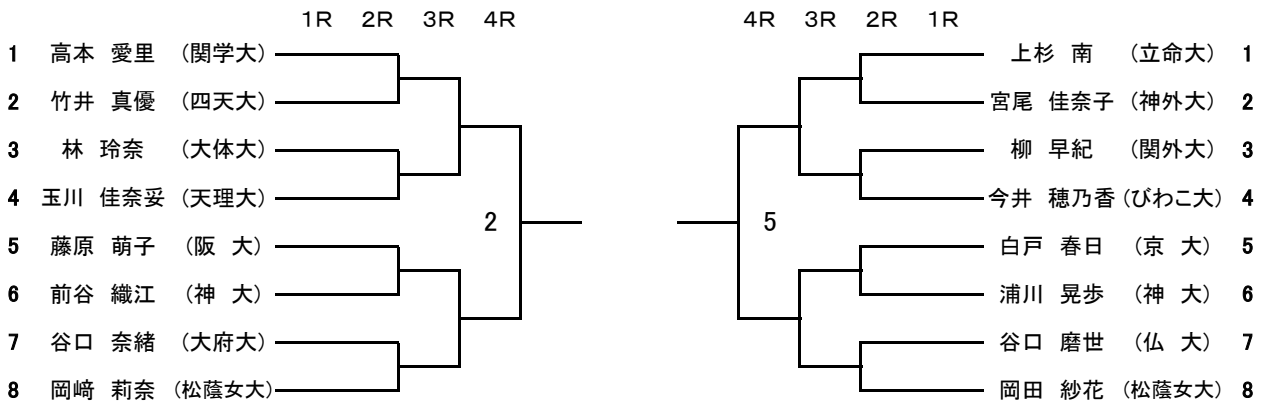 1R 2R 3R 4R 4R 3R 2R 1R
1 高本 愛里 (関学大) 上杉 南 (立命大) 1
2 竹井 真優 (四天大) 宮尾 佳奈子 (神外大) 2
3 林 玲奈 (大体大) 柳 早紀 (関外大) 3
4 玉川 佳奈妥 (天理大) 今井 穂乃香 (びわこ大) 4
2 5
5 藤原 萌子 (阪 大) 白戸 春日 (京 大) 5
6 前谷 織江 (神 大) 浦川 晃歩 (神 大) 6
7 谷口 奈緒 (大府大) 谷口 磨世 (仏 大) 7
8 岡﨑 莉奈 (松蔭女大) 岡田 紗花 (松蔭女大) 8